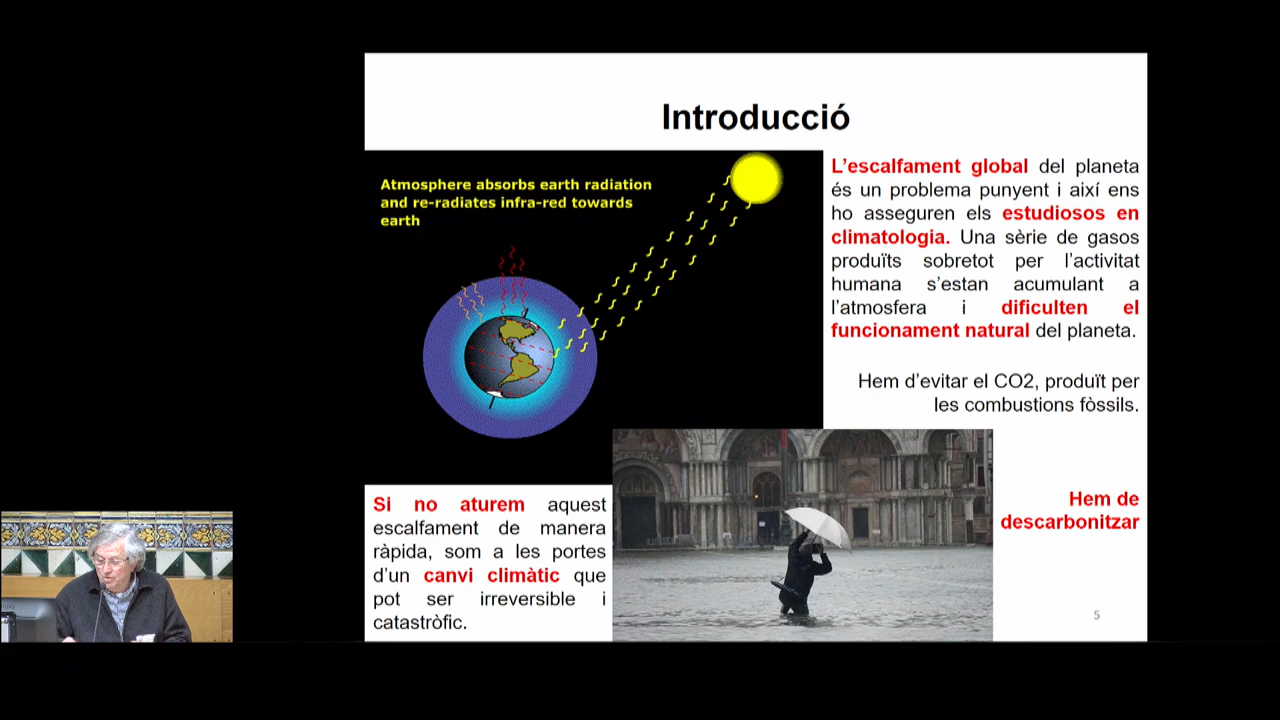 Introducció
Atmosphere absorbs earth radiation
and re-radiates infra-red towards
earth
L’escalfament global del planeta
és un problema punyent i així ens
ho asseguren els estudiosos en
climatologia. Una sèrie de gasos
produïts sobretot per l’activitat
humana s’estan acumulant a
l’atmosfera i dificulten el
funcionament natural del planeta.
Hem d’evitar el CO2, produït per
les combustions fòssils.
Hem de
descarbonitzar
Si no aturem aquest
escalfament de manera
ràpida, som a les portes
d’un canvi climàtic que
pot ser irreversible i
catastròfic.
5